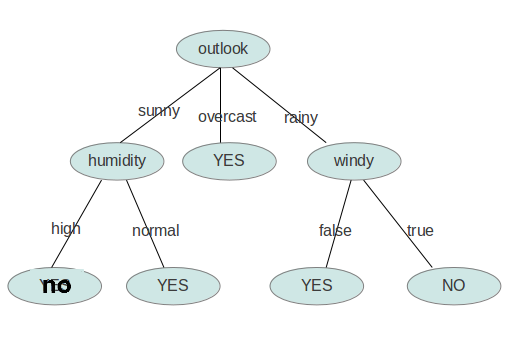 outlook
sunny
overcast
rainy
humidity
YES
windy
high
normal
false
true
no
YES
YES
NO